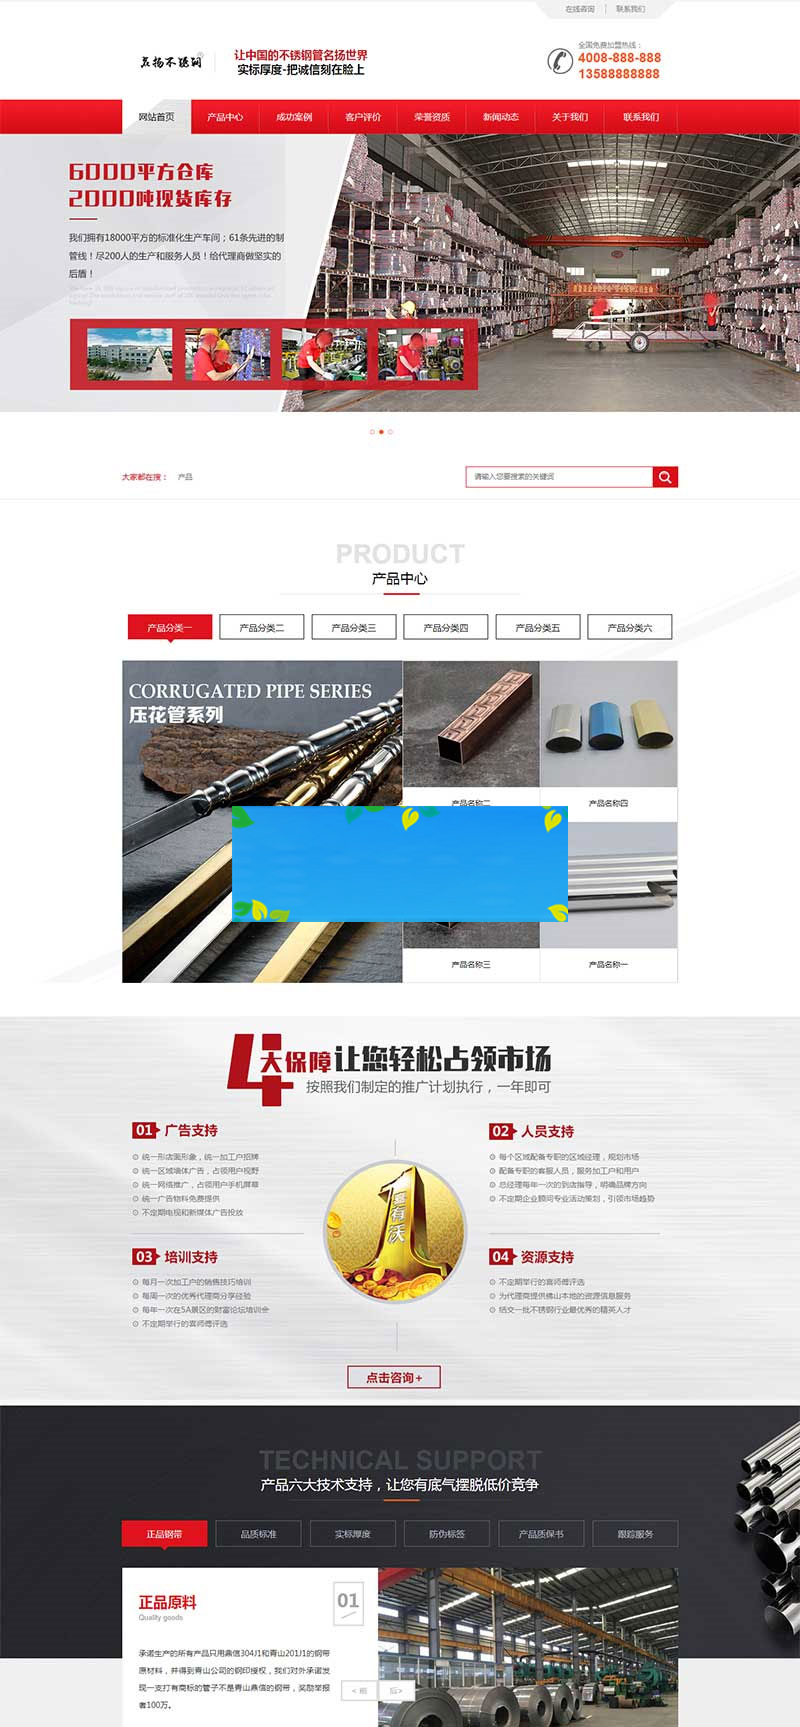 在线咨询
联系我们
让中国的不锈钢管名扬世界
实标厚度-把诚信刻在脸上
全国免费加盟热线：
4008-888-888
13588888888
网站首页
产品中心
成功案例
客户评价
荣誉资质
新闻动态
关于我们
联系我们
6000平方仓库
2000吨现货库存
我们拥有18000平方的标准化生产车间；61条先进的制
管线！尽200人的生产和服务人员！给代理商做坚实的
后盾！
大家都在搜：
产品
请输入您要搜索的关键词
PRODUCT
产品中心
产品分类一
产品分类二
产品分类三
产品分类四
产品分类五
产品分类六
CORRUGATED PIPE SERIES
压花管系列
产品名称二
产品名称四
产品名称三
产品名称一
4大保障让您轻松占领市场
按照我们制定的推广计划执行，一年即可
01 广告支持
统一形店面形象，统一加工户招牌
统一区域墙体广告，占领用户视野
统一网络推广，占领用户手机屏幕
统一广告物料免费提供
不定期电视和新媒体广告投放
02 人员支持
每个区域配备专职的区域经理，规划市场
配备专职的客服人员，服务加工户和用户
总经理每年一次的到店指导，明确品牌方向
不定期企业顾问专业活动策划，引领市场趋势
03 培训支持
每月一次加工户的销售技巧培训
每周一次的优秀代理商分享经验
每年一次在5A景区的财富论坛培训会
不定期举行的喜师傅评选
04 资源支持
不定期举行的喜师傅评选
为代理商提供佛山本地的资源信息服务
结交一批不锈钢行业最优秀的精英人才
点击咨询+
TECHNICAL SUPPORT
产品六大技术支持，让您有底气摆脱低价竞争
正品钢带
品质标准
实标厚度
防伪标签
产品质保书
跟踪服务
正品原料
Quality goods
01
承诺生产的所有产品只用鼎信304J1和青山201J1的钢带
原材料，并得到青山公司的钢印授权，我们对外承诺发
现一支打有商标的管子不是青山鼎信的钢带，奖励举报
者100万。
< 前
后>